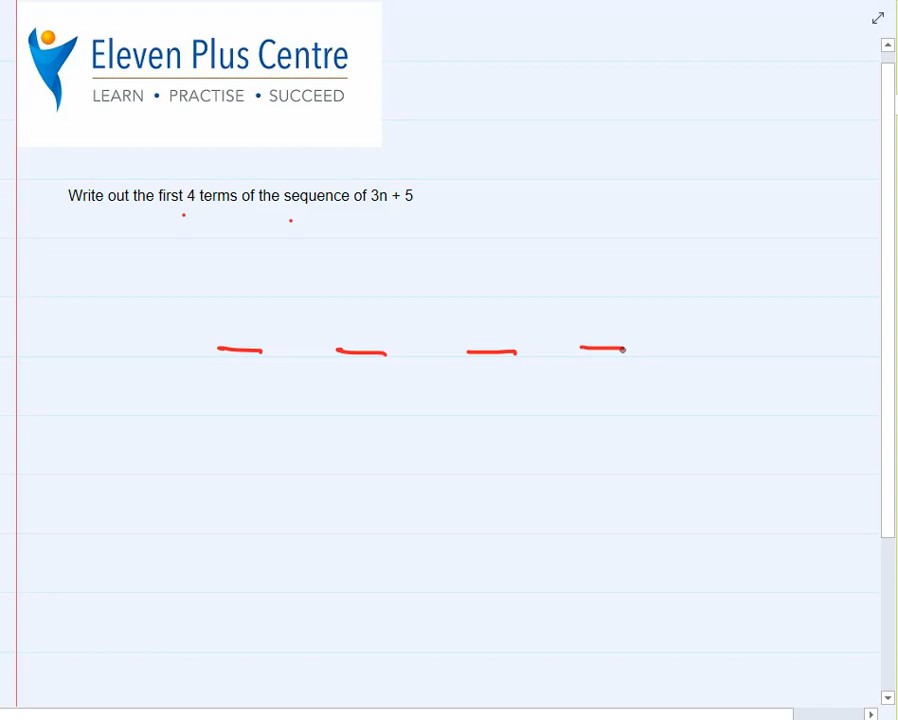 Eleven Plus Centre
LEARN • PRACTISE • SUCCEED
Write out the first 4 terms of the sequence of 3n + 5